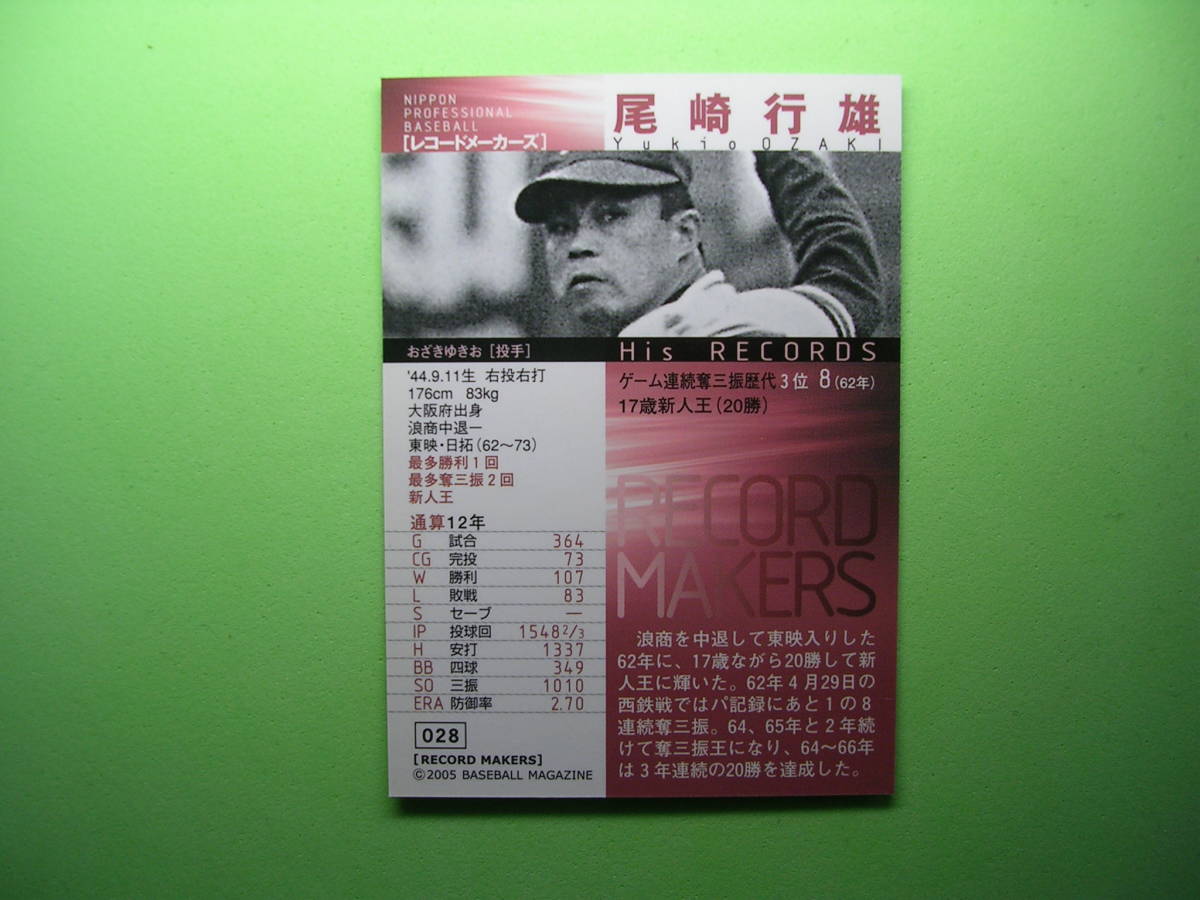 NIPPON
PROFESSIONAL
BASEBALL
[レコードメーカーズ]
尾崎行雄
Yukio OZAKI
おざきゆきお [投手]
'44.9.11生 右投右打
176cm 83kg
大阪府出身
浪商中退ー
東映・日拓(62〜73)
最多勝利1回
最多奪三振2回
新人王
通算12年
G 試合 364
CG 完投 73
W 勝利 107
L 敗戦 83
S セーブ ―
IP 投球回 1548 2/3
H 安打 1337
BB 四球 349
SO 三振 1010
ERA 防御率 2.70
028
[RECORD MAKERS]
©2005 BASEBALL MAGAZINE
His RECORDS
ゲーム連続奪三振歴代3位 8(62年)
17歳新人王(20勝)
RECORD
MAKERS
浪商を中退して東映入りした
62年に、17歳ながら20勝して新
人王に輝いた。62年4月29日の
西鉄戦ではパ記録にあと1の8
連続奪三振。64、65年と2年続
けて奪三振王になり、64〜66年
は3年連続の20勝を達成した。